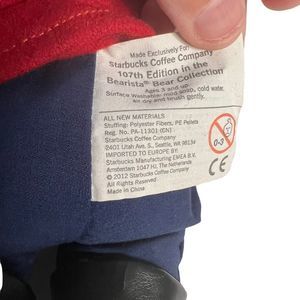 Made Exclusively For:
Starbucks Coffee Company
107th Edition in the
Bearista® Bear Collection
Ages 3 and up
Surface Washable: mild soap, cold water,
air dry and brush gently.
ALL NEW MATERIALS
Stuffing: Polyester Fibers, PE Pellets
Reg. No. PA-11301 (CN)
Starbucks Coffee Company
2401 Utah Ave. S., Seattle, WA 98134
IMPORTED TO EUROPE BY:
Starbucks Manufacturing EMEA B.V.
Amsterdam 1047 HJ, The Netherlands
© 2012 Starbucks Coffee Company
All Rights Reserved
Made in China
0-3
CE